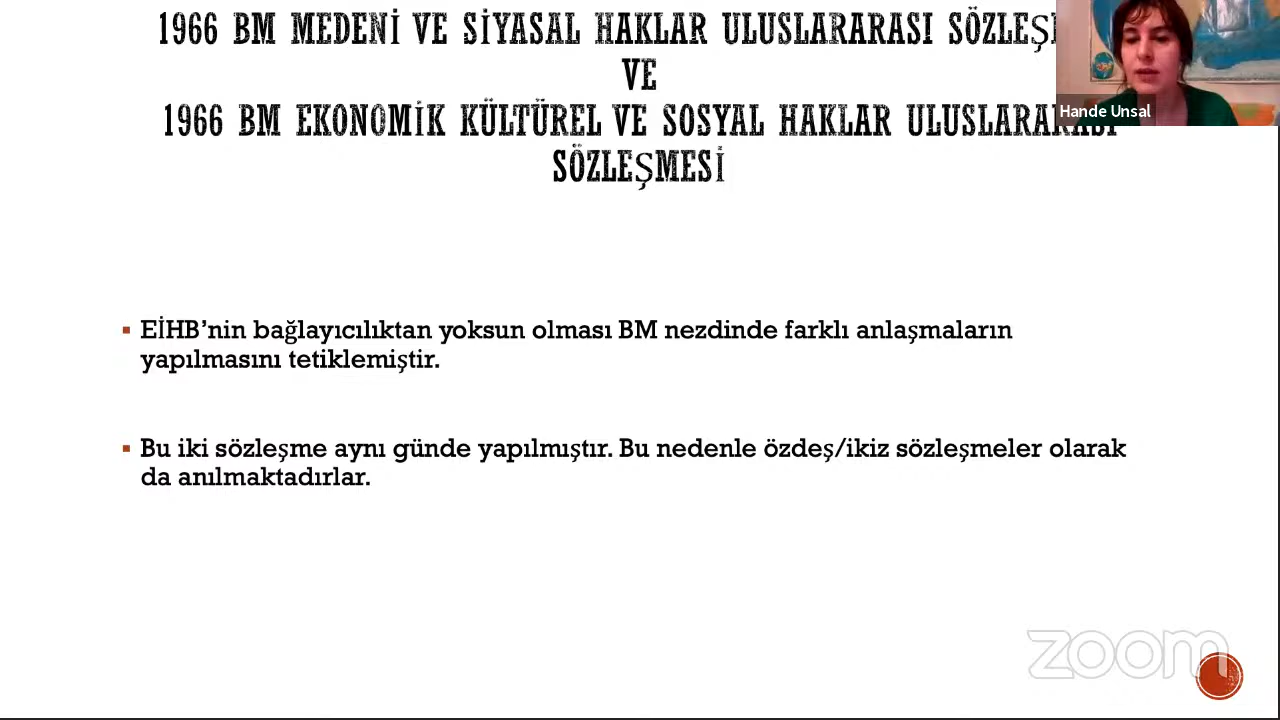 1966 BM MEDENİ VE SİYASAL HAKLAR ULUSLARARASI
VE
1966 BM EKONOMİK KÜLTÜREL VE SOSYAL HAKLAR ULUSLARARASI
SÖZLEŞMESİ
Hande Unsal
▪ EİHB’nin bağlayıcılıktan yoksun olması BM nezdinde farklı anlaşmaların
yapılmasını tetiklemiştir.
▪ Bu iki sözleşme aynı günde yapılmıştır. Bu nedenle özdeş/ikiz sözleşmeler olarak
da anılmaktadırlar.
zoom